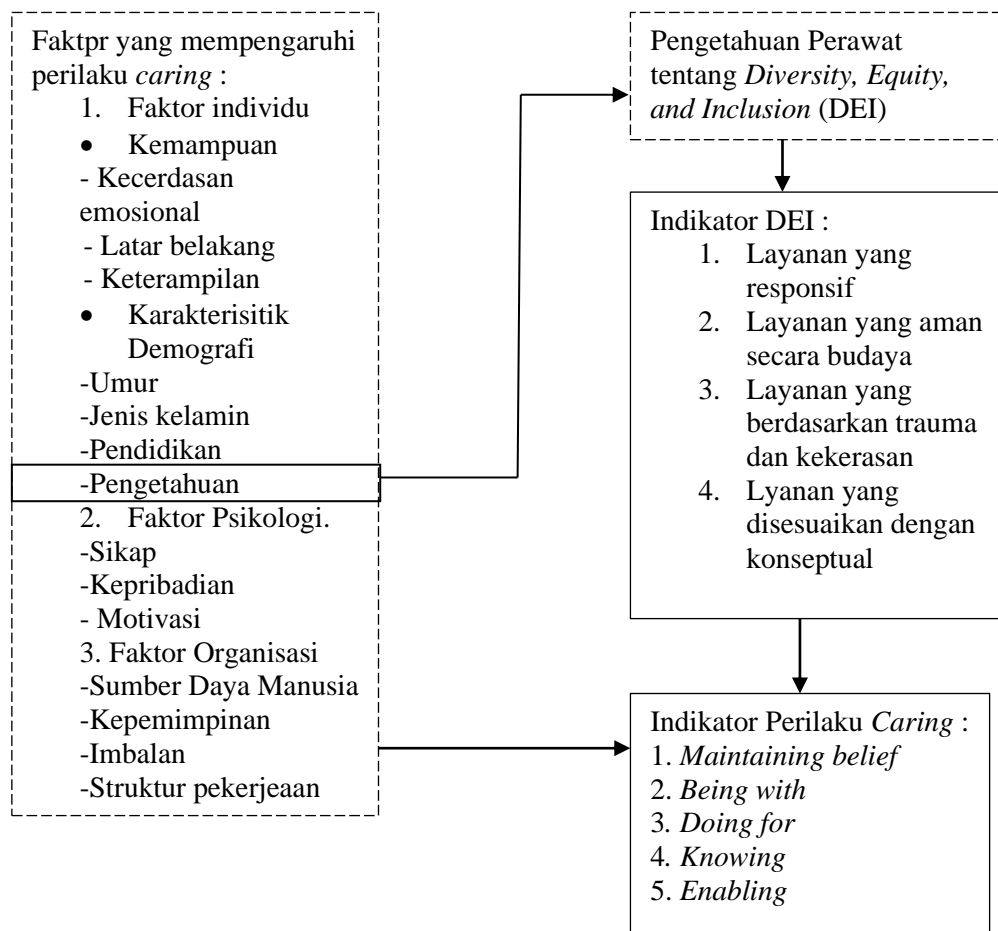 Faktpr yang mempengaruhi
perilaku caring :
1. Faktor individu
• Kemampuan
- Kecerdasan
emosional
- Latar belakang
- Keterampilan
• Karakterisitik
Demografi
-Umur
-Jenis kelamin
-Pendidikan
-Pengetahuan
2. Faktor Psikologi.
-Sikap
-Kepribadian
- Motivasi
3. Faktor Organisasi
-Sumber Daya Manusia
-Kepemimpinan
-Imbalan
-Struktur pekerjeaan
Pengetahuan Perawat
tentang Diversity, Equity,
and Inclusion (DEI)
Indikator DEI :
1. Layanan yang
responsif
2. Layanan yang aman
secara budaya
3. Layanan yang
berdasarkan trauma
dan kekerasan
4. Lyanan yang
disesuaikan dengan
konseptual
Indikator Perilaku Caring :
1. Maintaining belief
2. Being with
3. Doing for
4. Knowing
5. Enabling